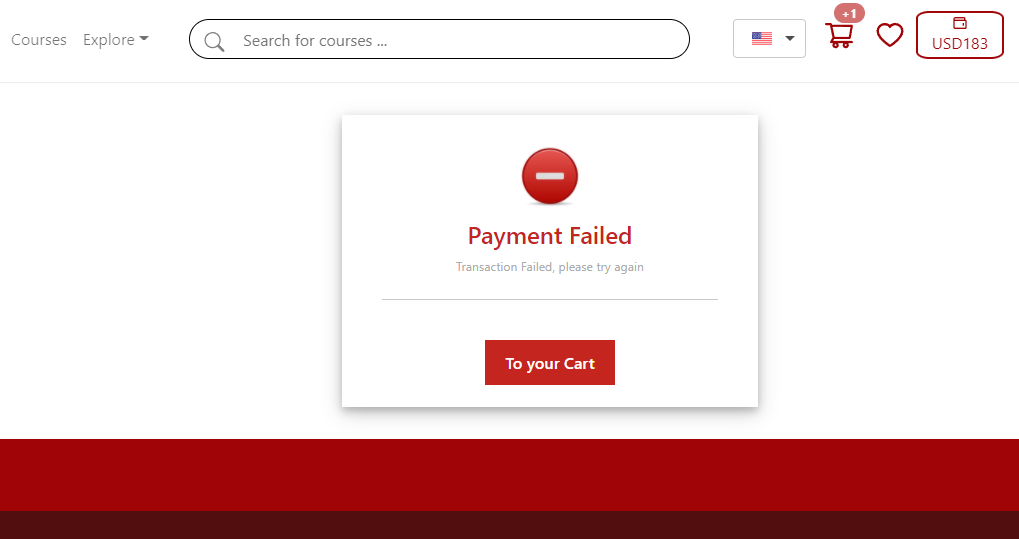 Courses
Explore
Search for courses ...
+1
USD183
Payment Failed
Transaction Failed, please try again
To your Cart